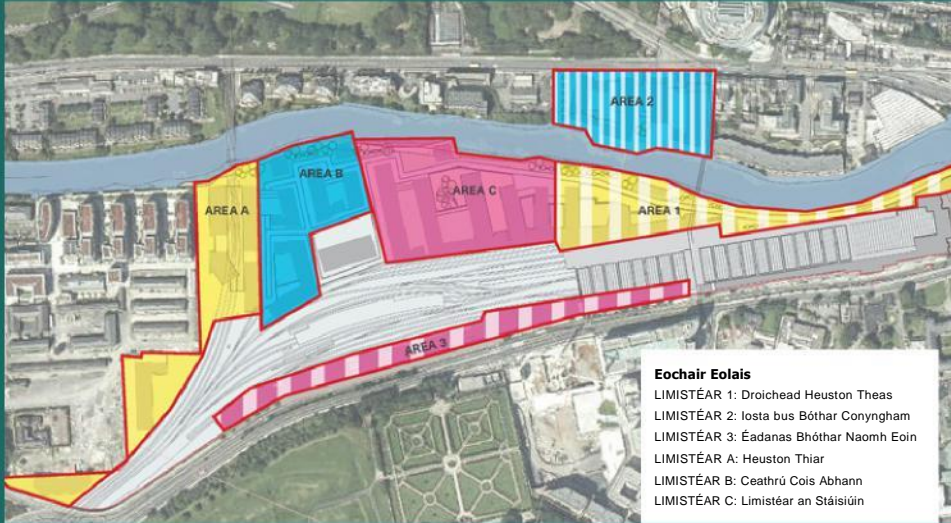 AREA 2
AREA B
AREA C
AREA A
AREA 1
AREA 3
Eochair Eolais
LIMISTÉAR 1: Droichead Heuston Theas
LIMISTÉAR 2: Iosta bus Bóthar Conyngham
LIMISTÉAR 3: Éadanas Bhóthar Naomh Eoin
LIMISTÉAR A: Heuston Thiar
LIMISTÉAR B: Ceathrú Cois Abhann
LIMISTÉAR C: Limistéar an Stáisiúin